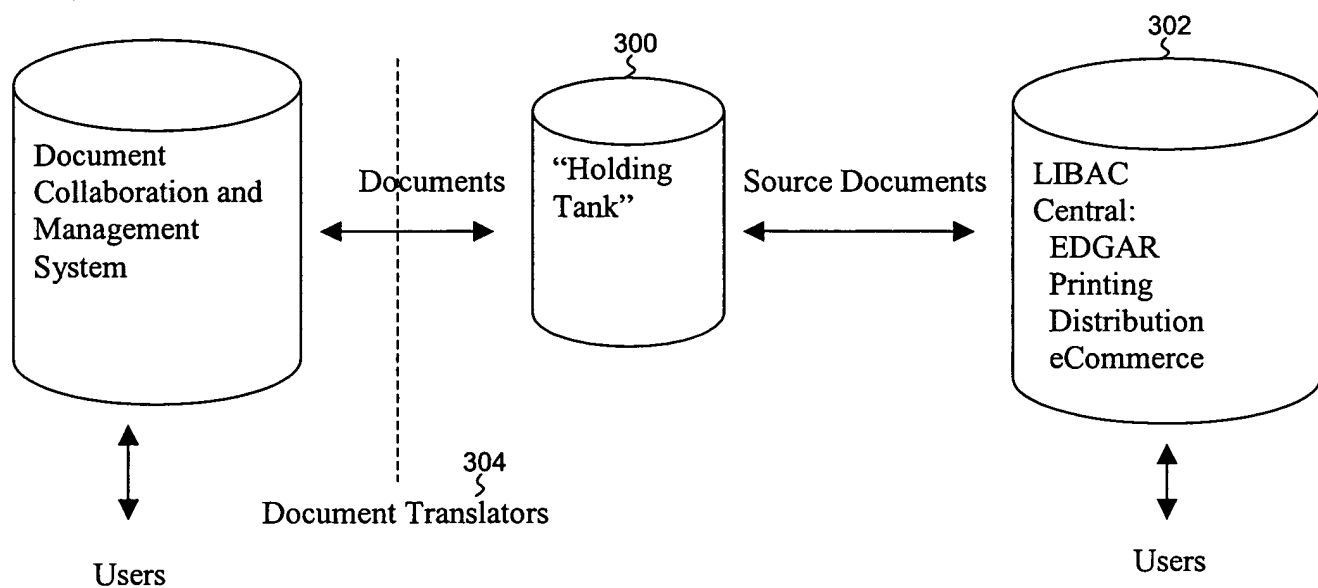 300
302
Document
Collaboration and
Management
System
Documents
“Holding
Tank”
Source Documents
LIBAC
Central:
EDGAR
Printing
Distribution
eCommerce
304
Document Translators
Users
Users